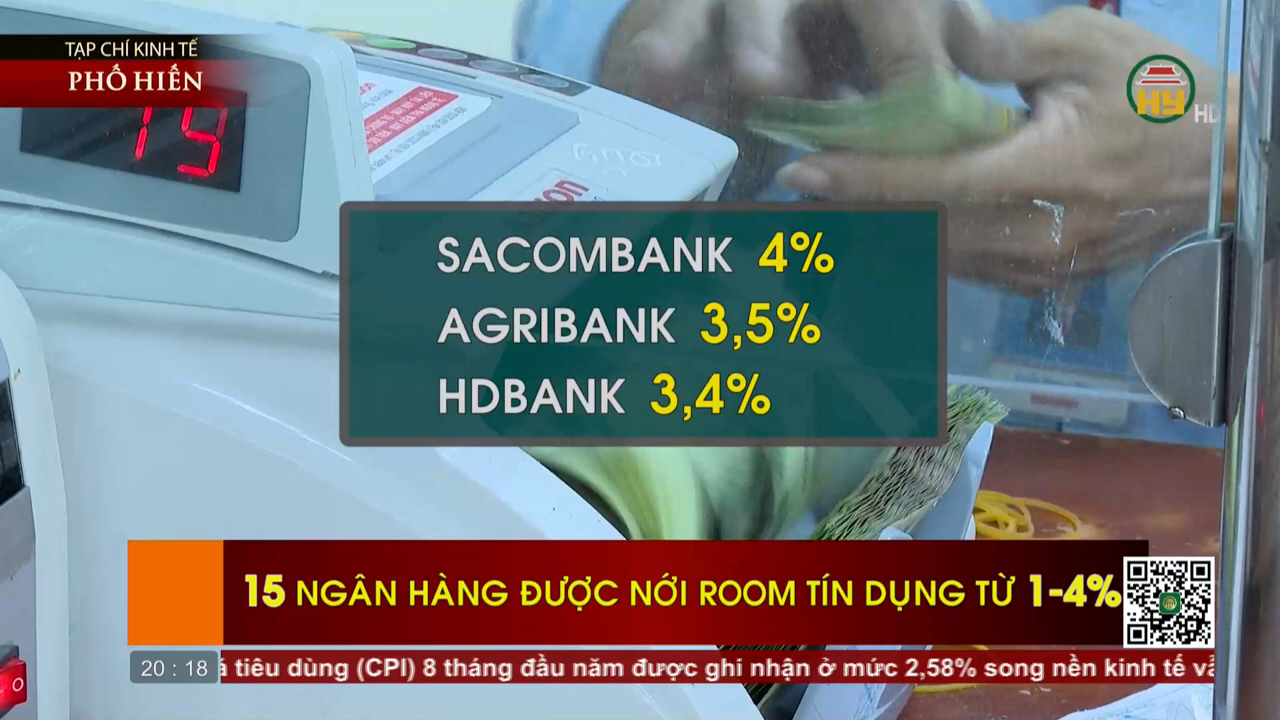 TẠP CHÍ KINH TẾ
PHỐ HIẾN
19
HY HD
SACOMBANK 4%
AGRIBANK 3,5%
HDBANK 3,4%
15 NGÂN HÀNG ĐƯỢC NỚI ROOM TÍN DỤNG TỪ 1-4%
20 : 18
tiêu dùng (CPI) 8 tháng đầu năm được ghi nhận ở mức 2,58% song nền kinh tế